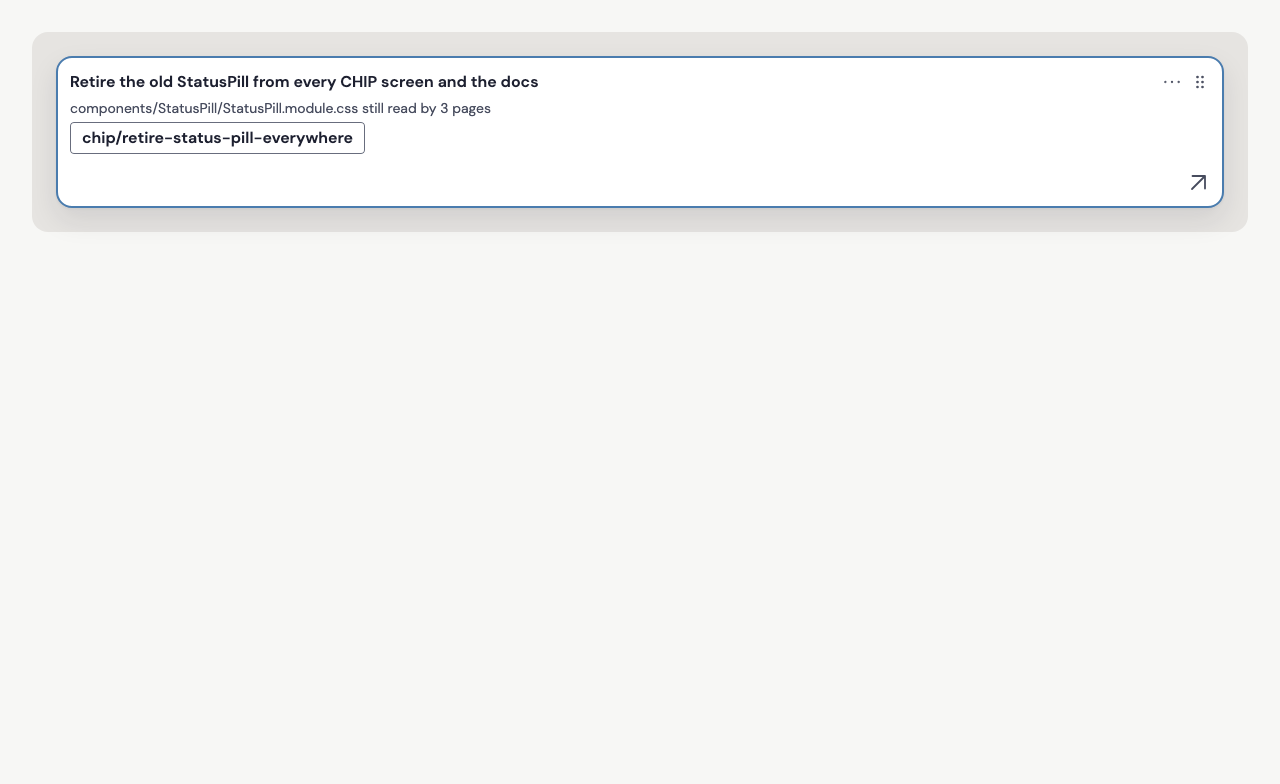 Retire the old StatusPill from every CHIP screen and the docs
components/StatusPill/StatusPill.module.css still read by 3 pages
chip/retire-status-pill-everywhere